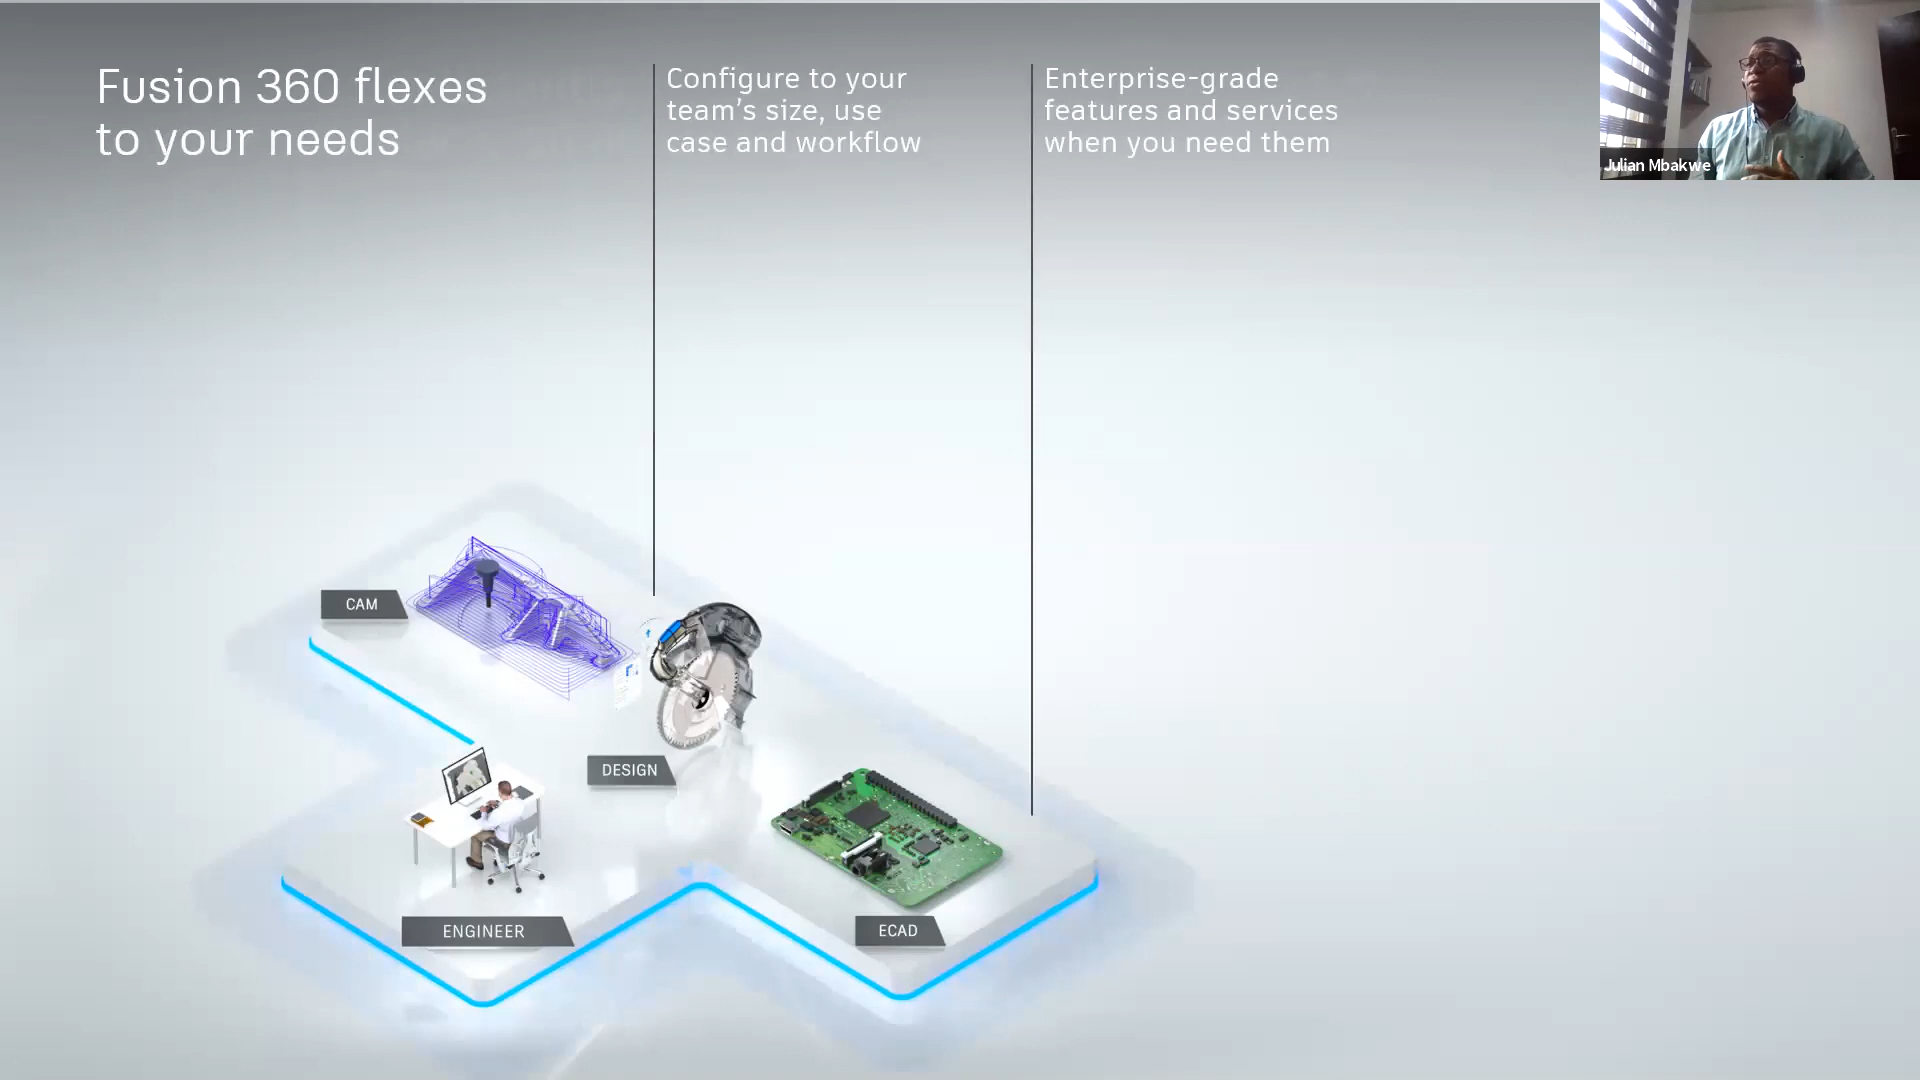 Fusion 360 flexes
to your needs
Configure to your
team's size, use
case and workflow
Enterprise-grade
features and services
when you need them
Julian Mbakwe
CAM
DESIGN
ENGINEER
ECAD